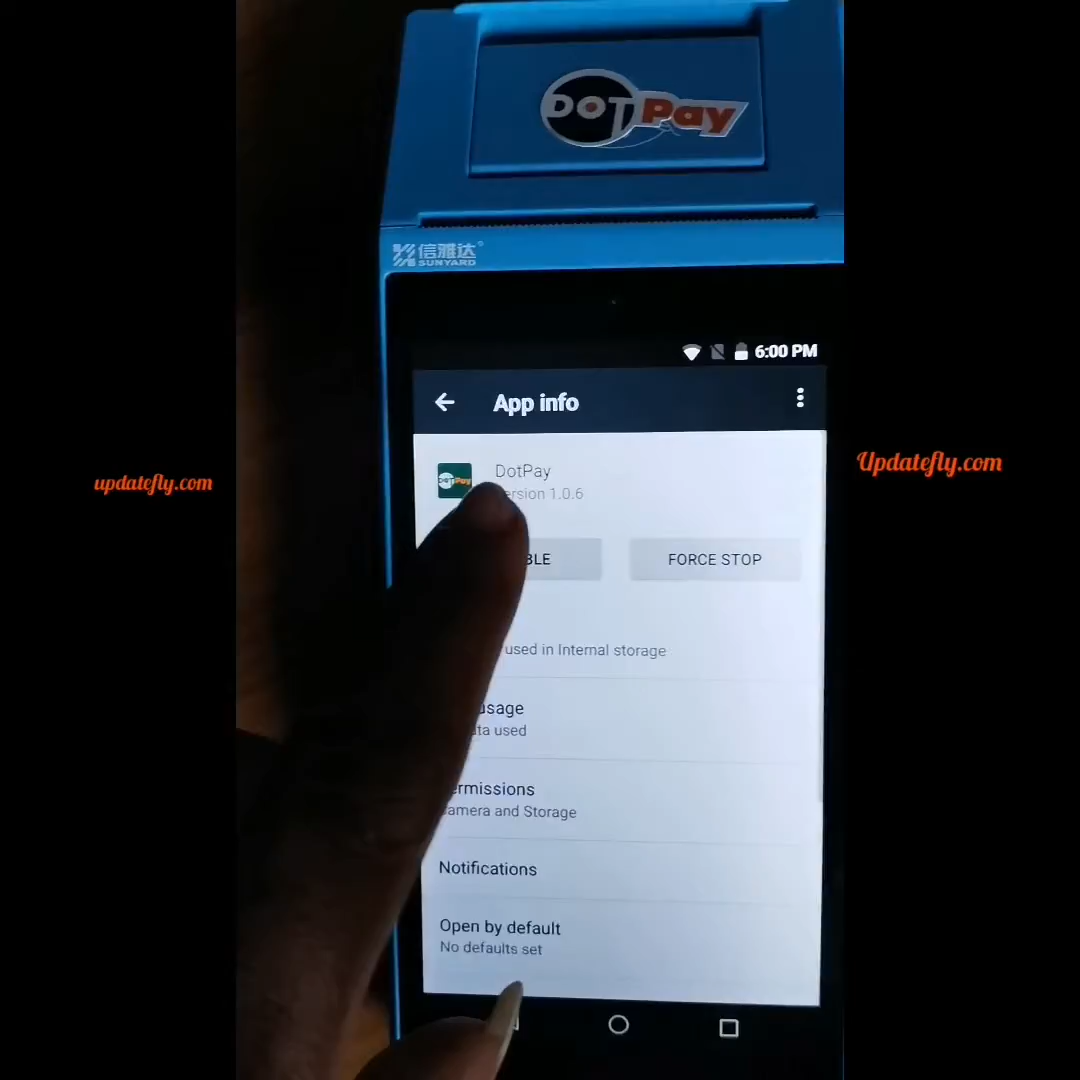 DOTPay
信雅达
SUNYARD
6:00 PM
App info
DOTPay
DotPay
ersion 1.0.6
BLE
FORCE STOP
used in Internal storage
usage
ta used
updatefly.com
Updatefly.com
ermissions
amera and Storage
Notifications
Open by default
No defaults set